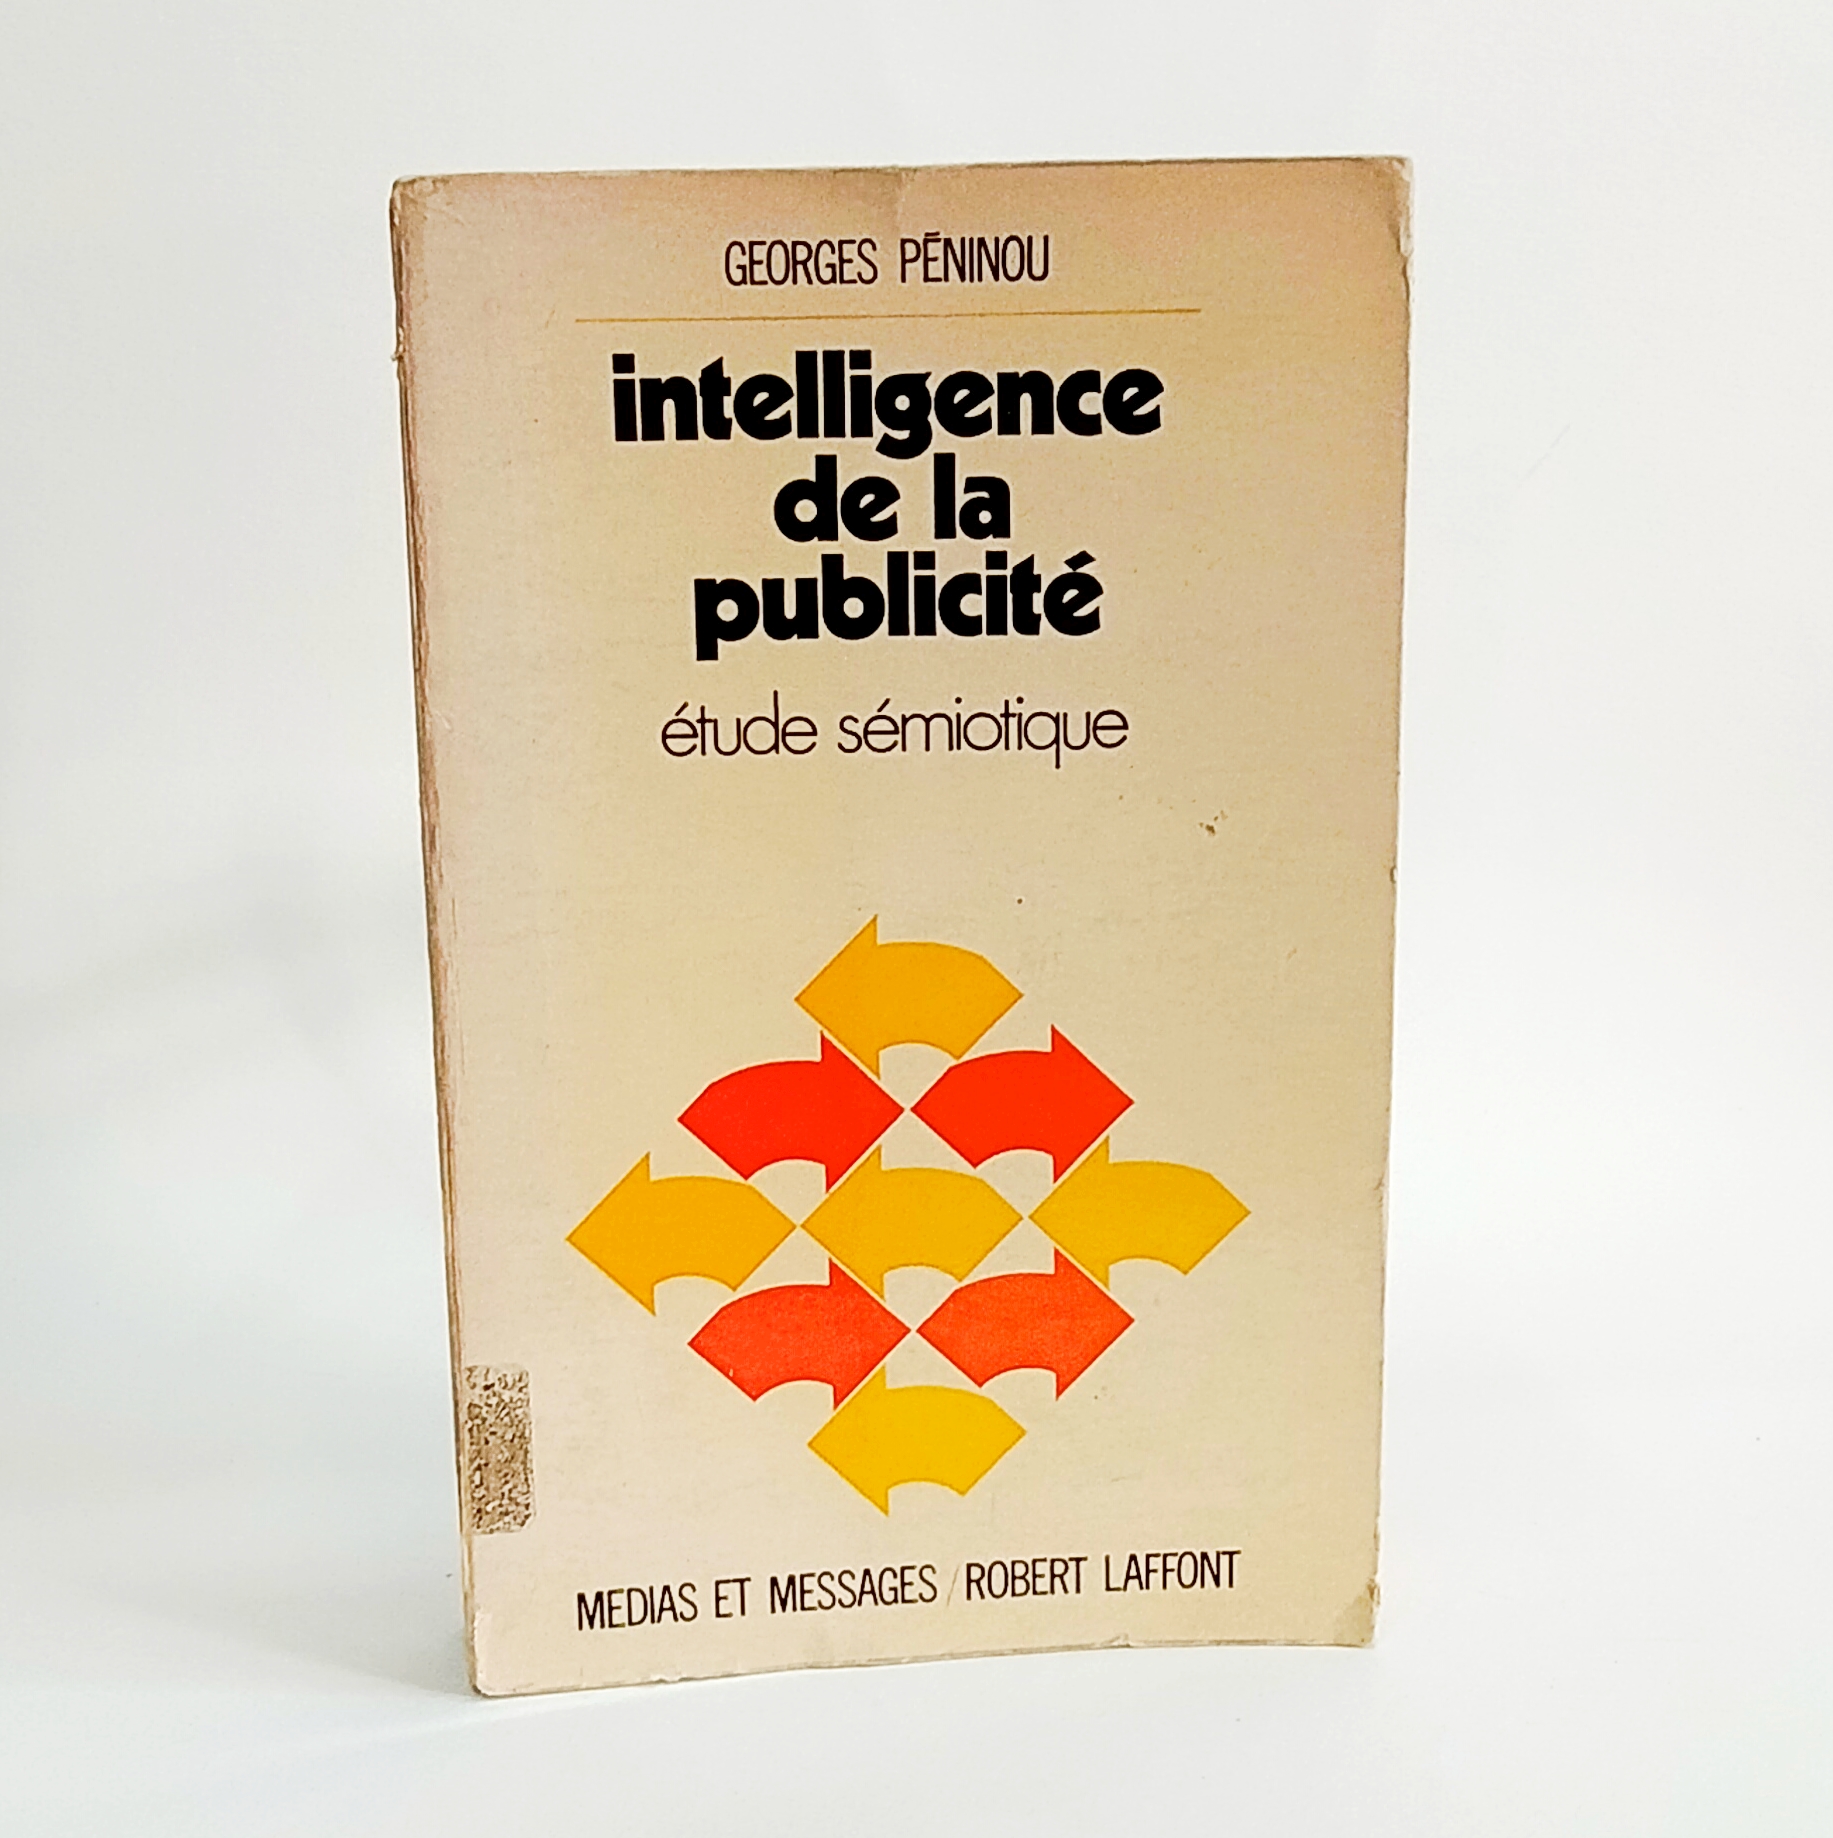 GEORGES PÉNINOU
intelligence
de la
publicité
étude sémiotique
MEDIAS ET MESSAGES / ROBERT LAFFONT